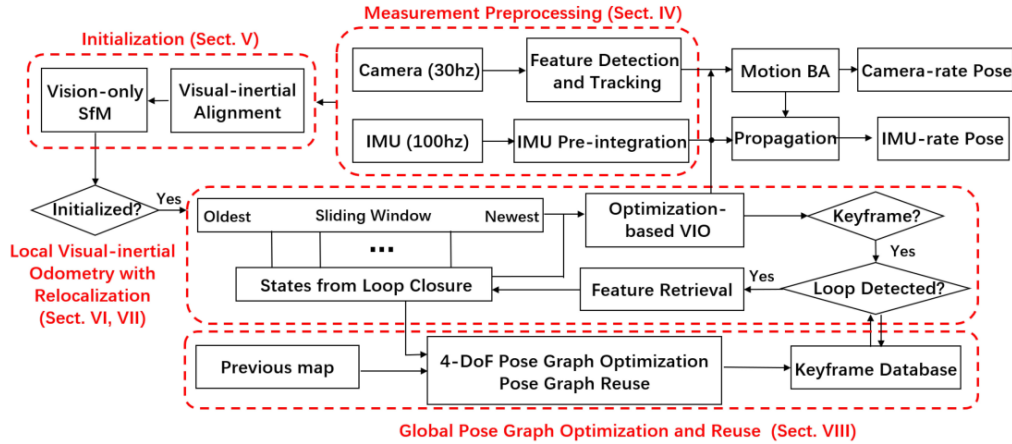 Measurement Preprocessing (Sect. IV)
Initialization (Sect. V)
Camera (30hz)
Feature Detection
and Tracking
Motion BA
Camera-rate Pose
Vision-only
SfM
Visual-inertial
Alignment
IMU (100hz)
IMU Pre-integration
Propagation
IMU-rate Pose
Initialized?
Yes
Oldest
Sliding Window
Newest
...
Optimization-
based VIO
Keyframe?
Yes
Local Visual-inertial
Odometry with
Relocalization
(Sect. VI, VII)
States from Loop Closure
Feature Retrieval
Yes
Loop Detected?
Previous map
4-DoF Pose Graph Optimization
Pose Graph Reuse
Keyframe Database
Global Pose Graph Optimization and Reuse (Sect. VIII)